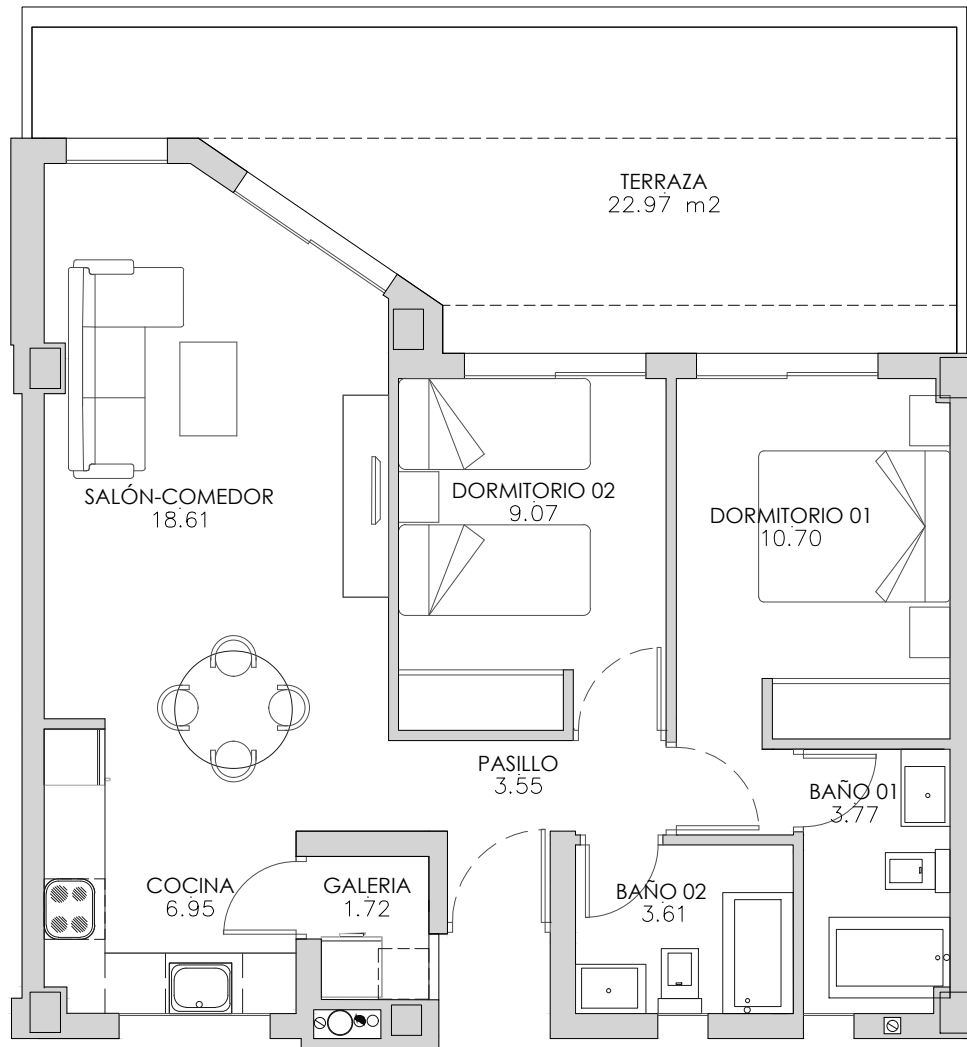 TERRAZA
22.97 m2
SALÓN-COMEDOR
18.61
DORMITORIO 02
9.07
DORMITORIO 01
10.70
PASILLO
3.55
BAÑO 01
3.77
COCINA
6.95
GALERIA
1.72
BAÑO 02
3.61